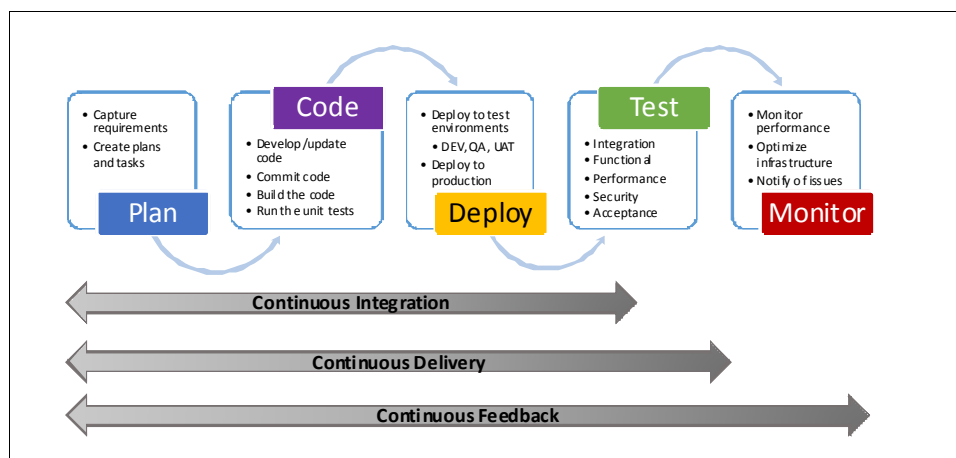 • Capture
requirements
• Create plans
and tasks
Plan
Code
• Develop/update
code
• Commit code
• Build the code
• Run the unit tests
• Deploy to test
environments
• DEV, QA, UAT
• Deploy to
production
Deploy
Test
• Integration
• Functional
• Performance
• Security
• Acceptance
• Monitor
performance
• Optimize
infrastructure
• Notify of issues
Monitor
Continuous Integration
Continuous Delivery
Continuous Feedback